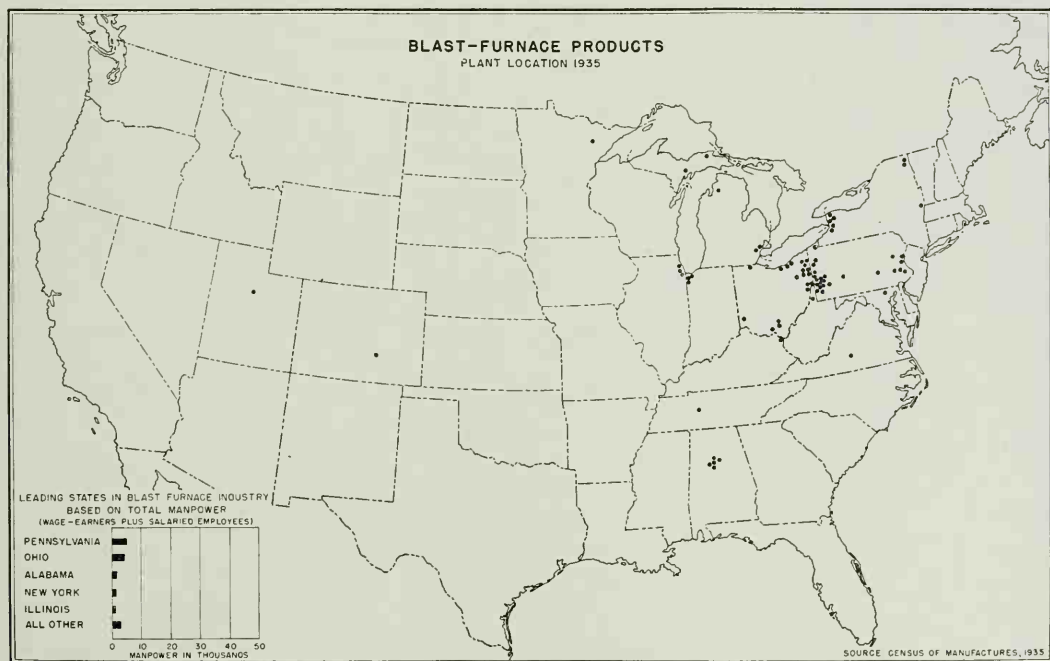 BLAST-FURNACE PRODUCTS
PLANT LOCATION 1935
LEADING STATES IN BLAST FURNACE INDUSTRY
BASED ON TOTAL MANPOWER
(WAGE-EARNERS PLUS SALARIED EMPLOYEES)
PENNSYLVANIA
OHIO
ALABAMA
NEW YORK
ILLINOIS
ALL OTHER
0 10 20 30 40 50
MANPOWER IN THOUSANDS
SOURCE CENSUS OF MANUFACTURES, 1935